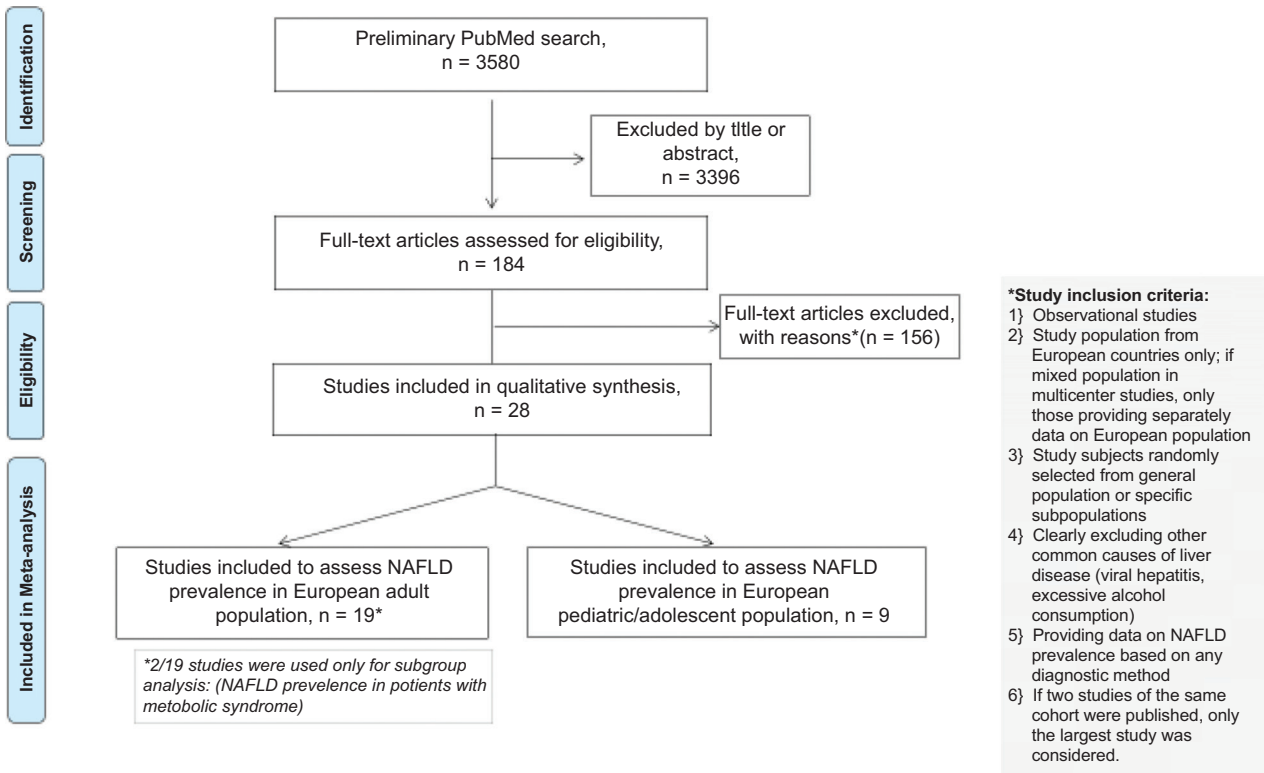 Identification
Preliminary PubMed search,
n = 3580
Excluded by tItle or
abstract,
n = 3396
Screening
Full-text articles assessed for eligibility,
n = 184
Full-text articles excluded,
with reasons*(n = 156)
Eligibility
Studies included in qualitative synthesis,
n = 28
Included in Meta-analysis
Studies included to assess NAFLD
prevalence in European adult
population, n = 19*
Studies included to assess NAFLD
prevalence in European
pediatric/adolescent population, n = 9
*2/19 studies were used only for subgroup
analysis: (NAFLD prevelence in potients with
metobolic syndrome)
*Study inclusion criteria:
1} Observational studies
2} Study population from
European countries only; if
mixed population in
multicenter studies, only
those providing separately
data on European population
3} Study subjects randomly
selected from general
population or specific
subpopulations
4} Clearly excluding other
common causes of liver
disease (viral hepatitis,
excessive alcohol
consumption)
5} Providing data on NAFLD
prevalence based on any
diagnostic method
6} If two studies of the same
cohort were published, only
the largest study was
considered.